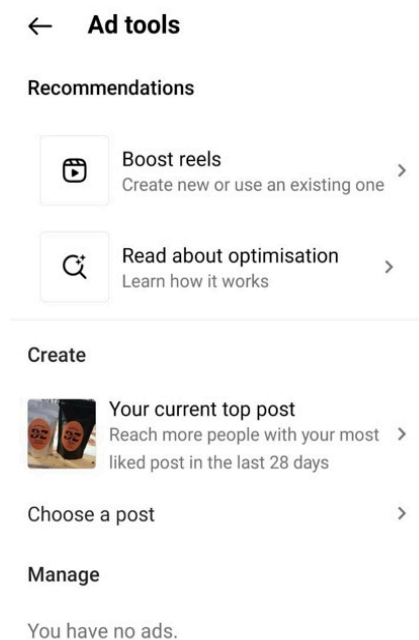 Ad tools
Recommendations
Boost reels
Create new or use an existing one
Read about optimisation
Learn how it works
Create
Your current top post
Reach more people with your most
liked post in the last 28 days
Choose a post
Manage
You have no ads.